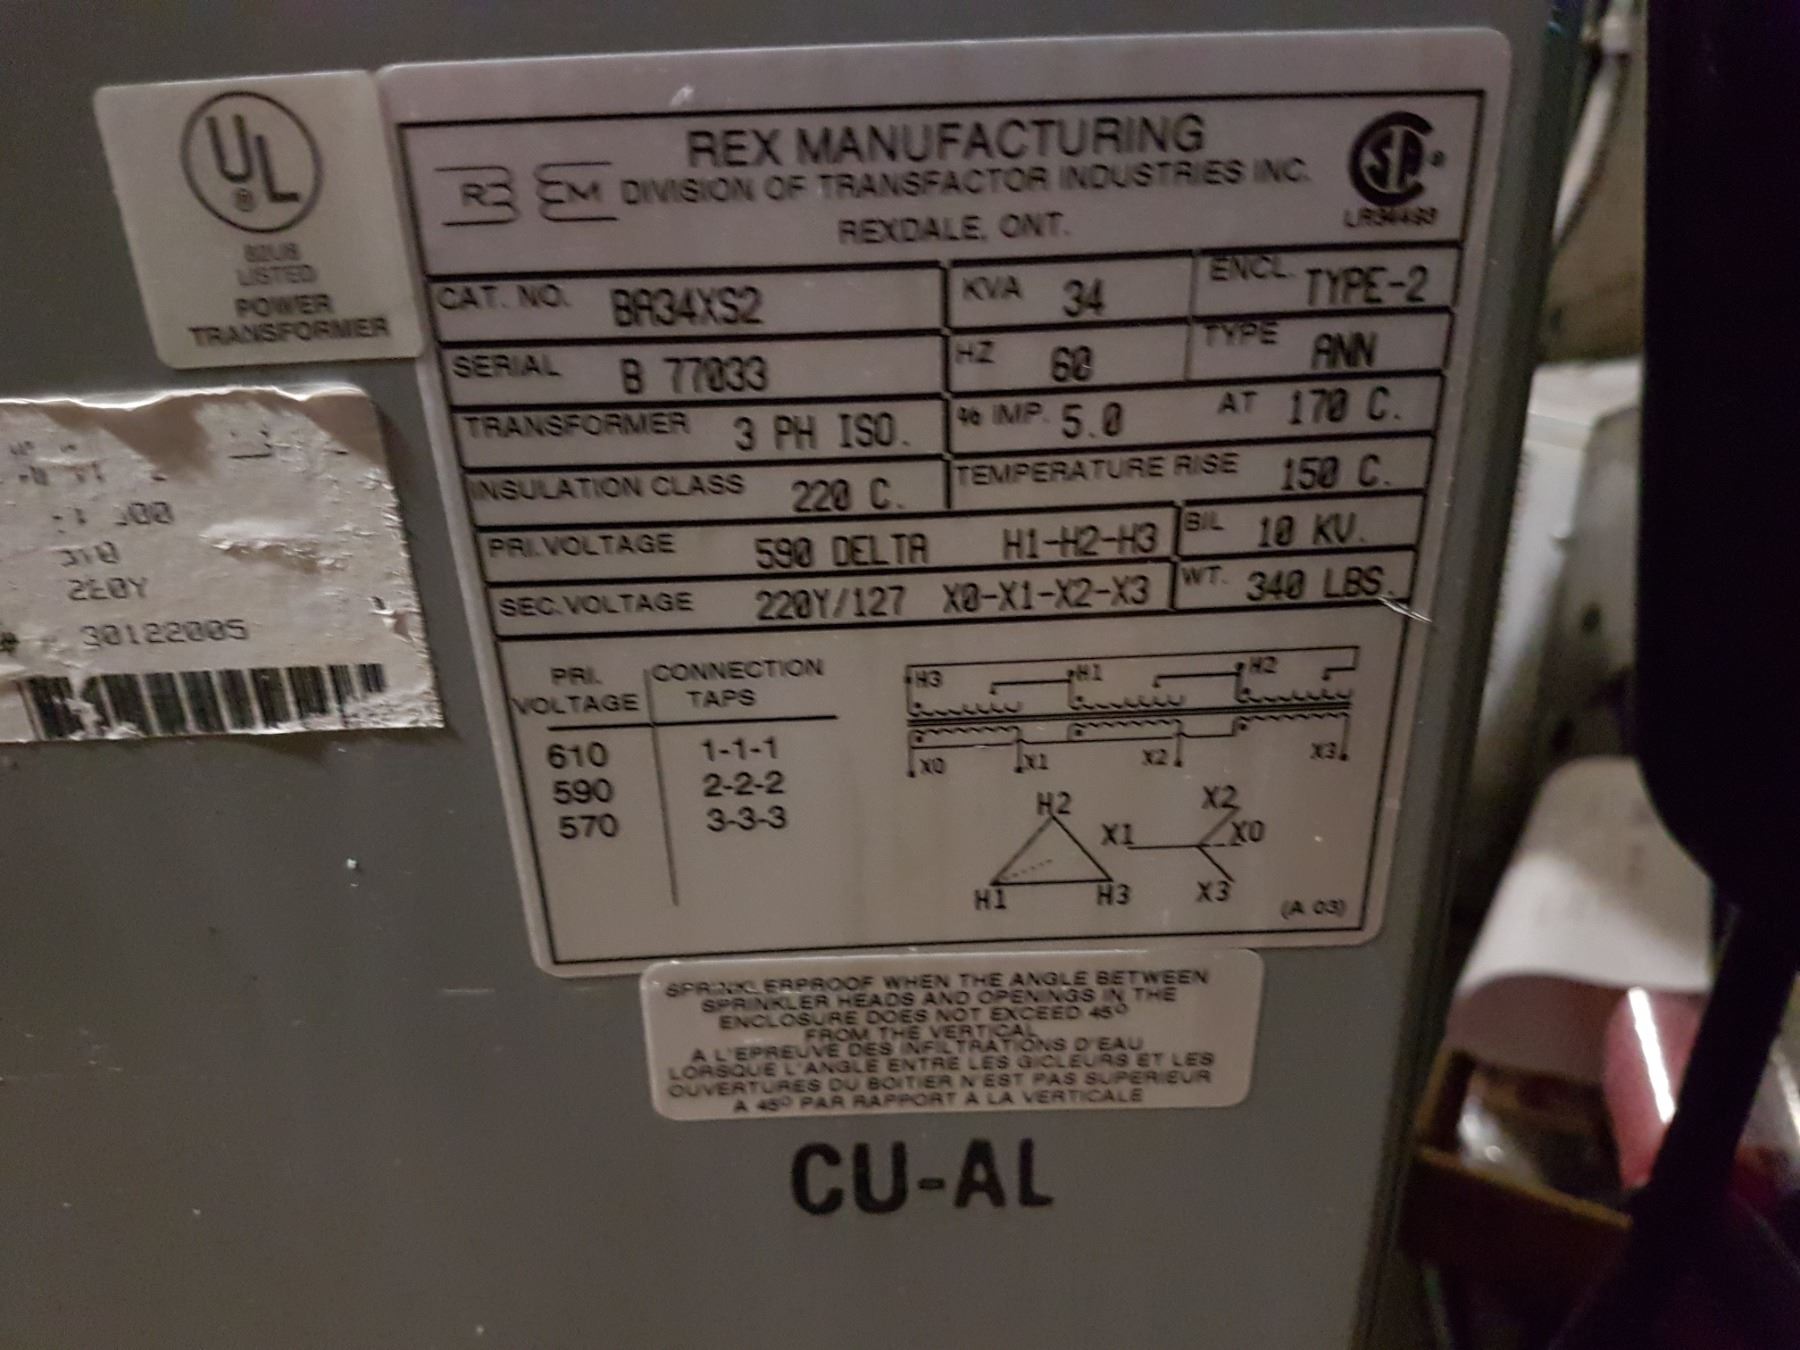 UL
®
LISTED
POWER
TRANSFORMER
310
220Y
30122005
REX MANUFACTURING
DIVISION OF TRANSFACTOR INDUSTRIES INC.
REXDALE, ONT.
R3 EM
SA ®
CAT. NO. BA34XS2 KVA 34 ENCL. TYPE-2
SERIAL B 77033 HZ 60 TYPE ANN
TRANSFORMER 3 PH ISO. % IMP. 5.0 AT 170 C.
INSULATION CLASS 220 C. TEMPERATURE RISE 150 C.
PRI.VOLTAGE 590 DELTA H1-H2-H3 BIL 10 KV.
SEC.VOLTAGE 220Y/127 X0-X1-X2-X3 WT. 340 LBS.
PRI. CONNECTION
VOLTAGE TAPS
610 1-1-1
590 2-2-2
570 3-3-3
H3 H1 H2
X0 X1 X2 X3
H2 X2
X1 X0
H1 H3 X3
(A 03)
SPRINKLERPROOF WHEN THE ANGLE BETWEEN
SPRINKLER HEADS AND OPENINGS IN THE
ENCLOSURE DOES NOT EXCEED 45º
FROM THE VERTICAL
A L'EPREUVE DES INFILTRATIONS D'EAU
LORSQUE L'ANGLE ENTRE LES GICLEURS ET LES
OUVERTURES DU BOITIER N'EST PAS SUPERIEUR
A 45º PAR RAPPORT A LA VERTICALE
CU-AL